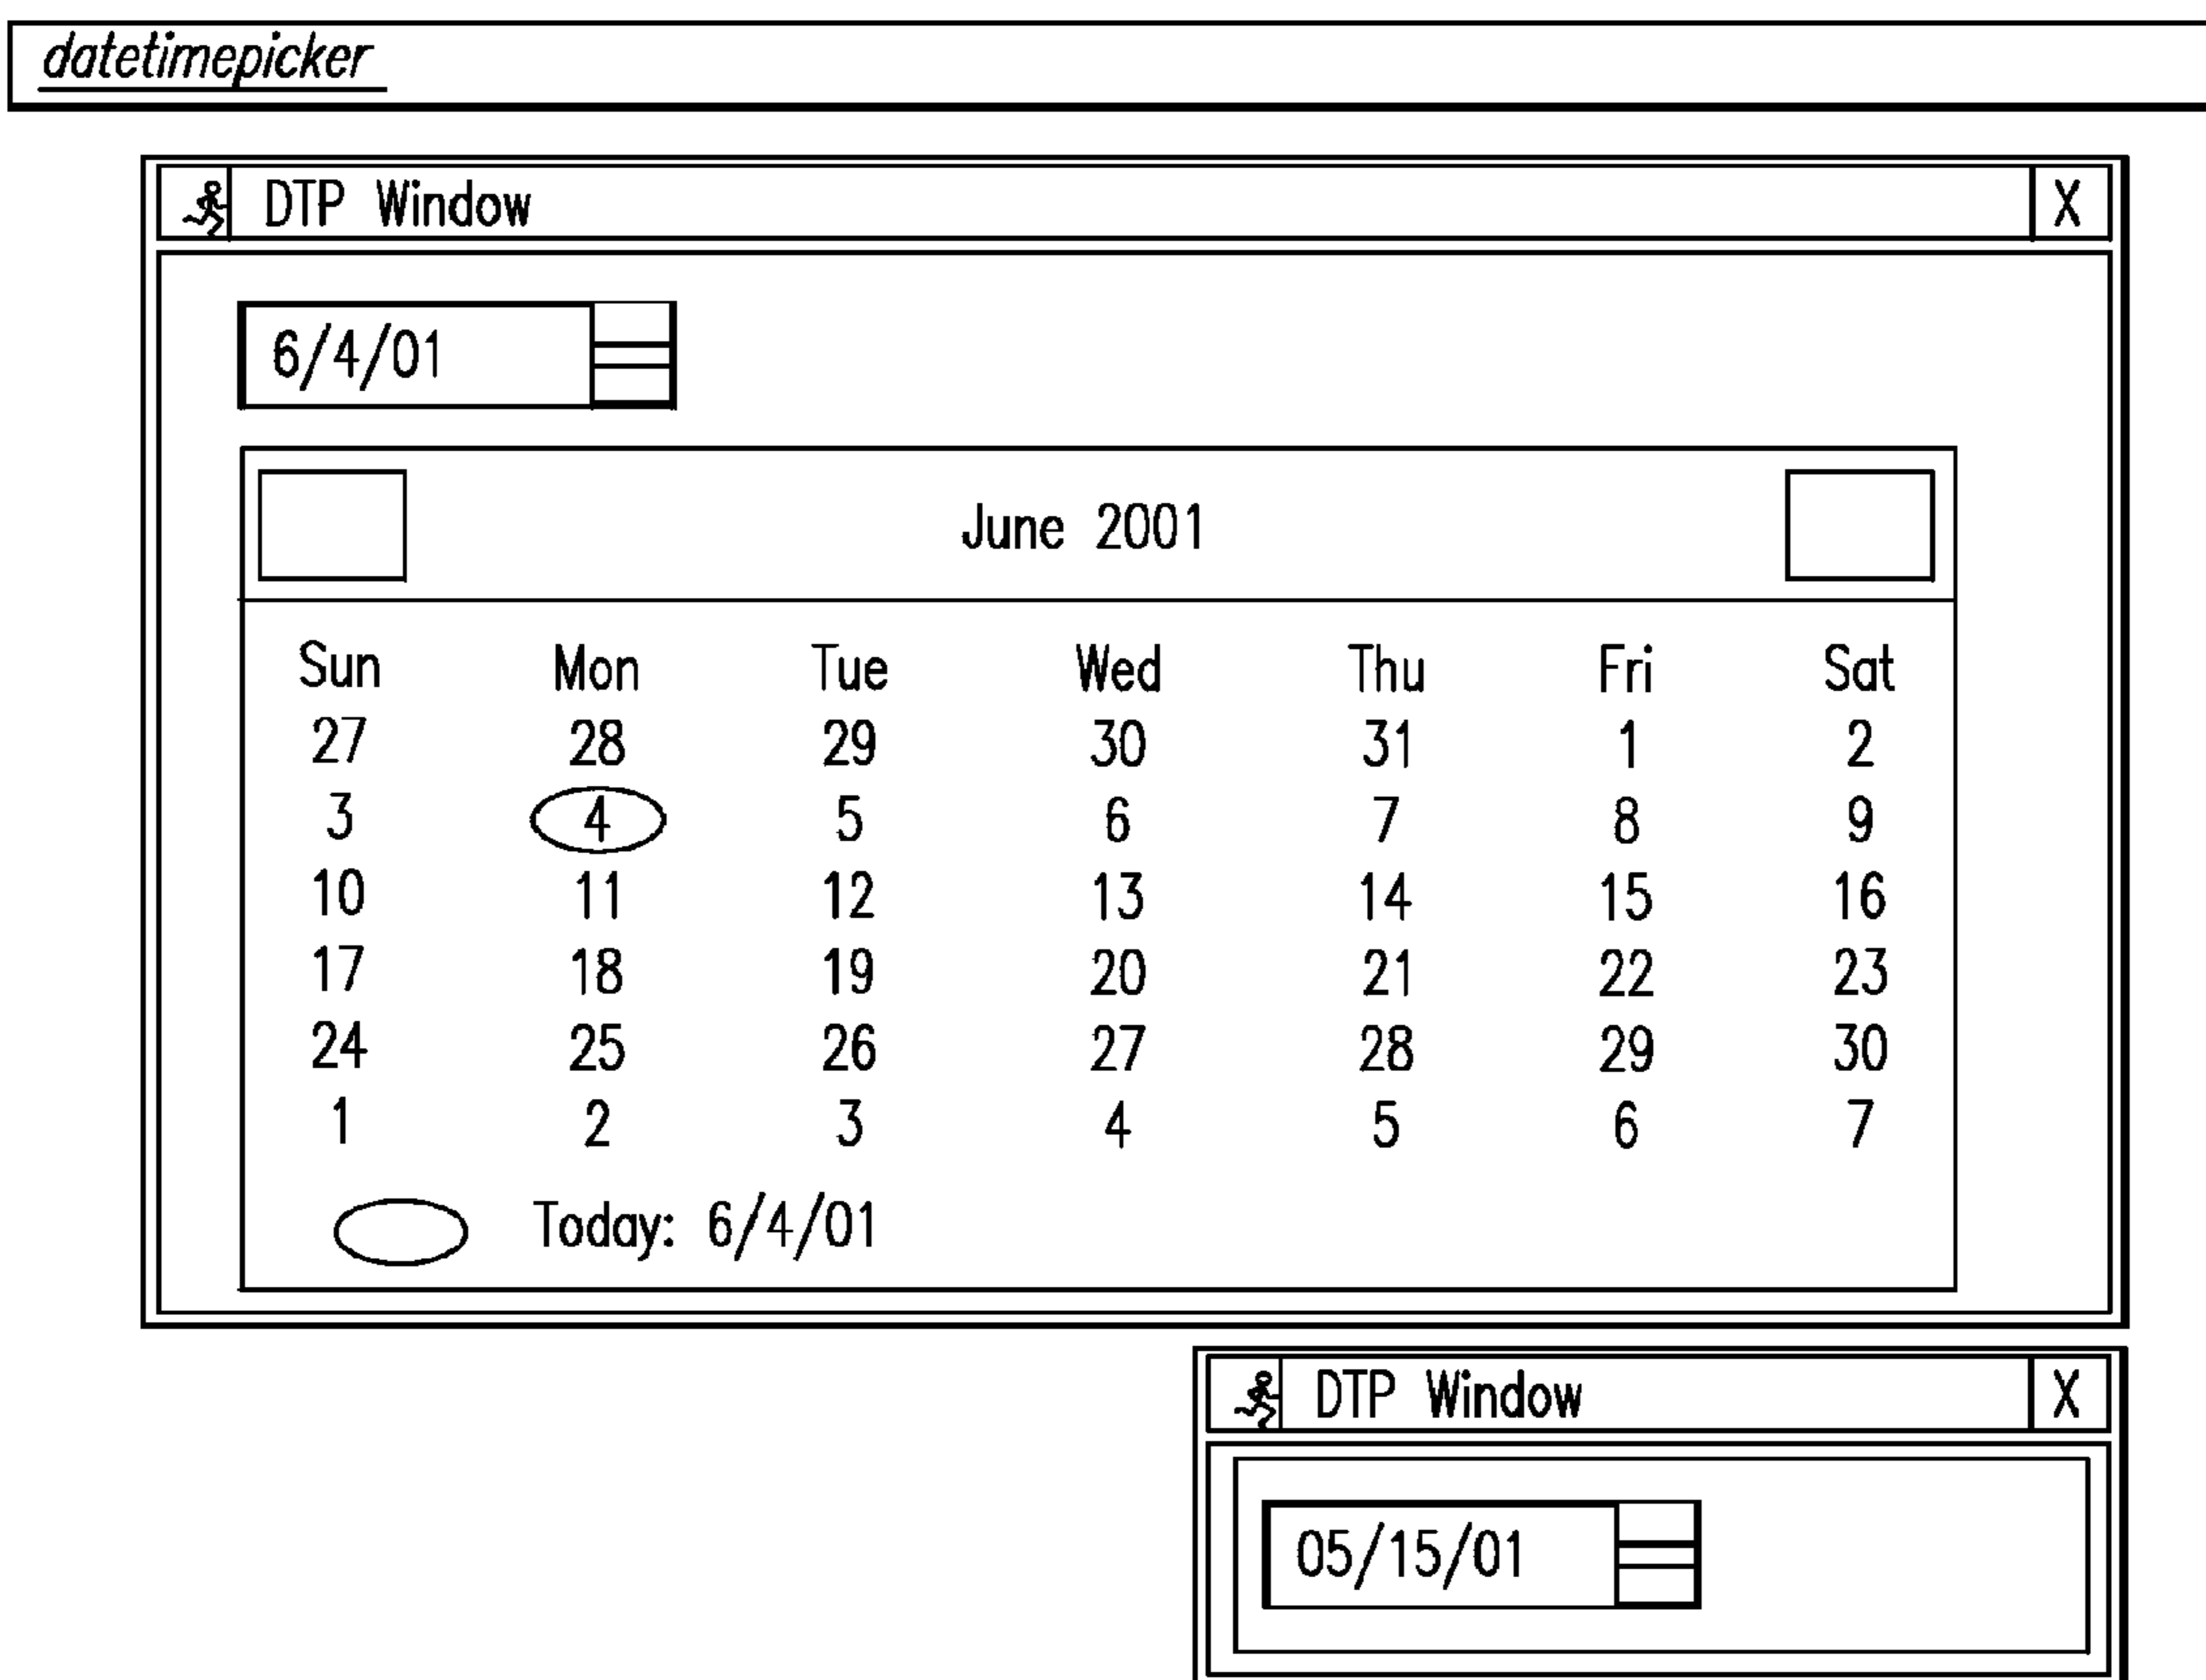 datetimepicker
DTP Window X
6/4/01
June 2001
Sun Mon Tue Wed Thu Fri Sat
27 28 29 30 31 1 2
3 4 5 6 7 8 9
10 11 12 13 14 15 16
17 18 19 20 21 22 23
24 25 26 27 28 29 30
1 2 3 4 5 6 7
Today: 6/4/01
DTP Window X
05/15/01